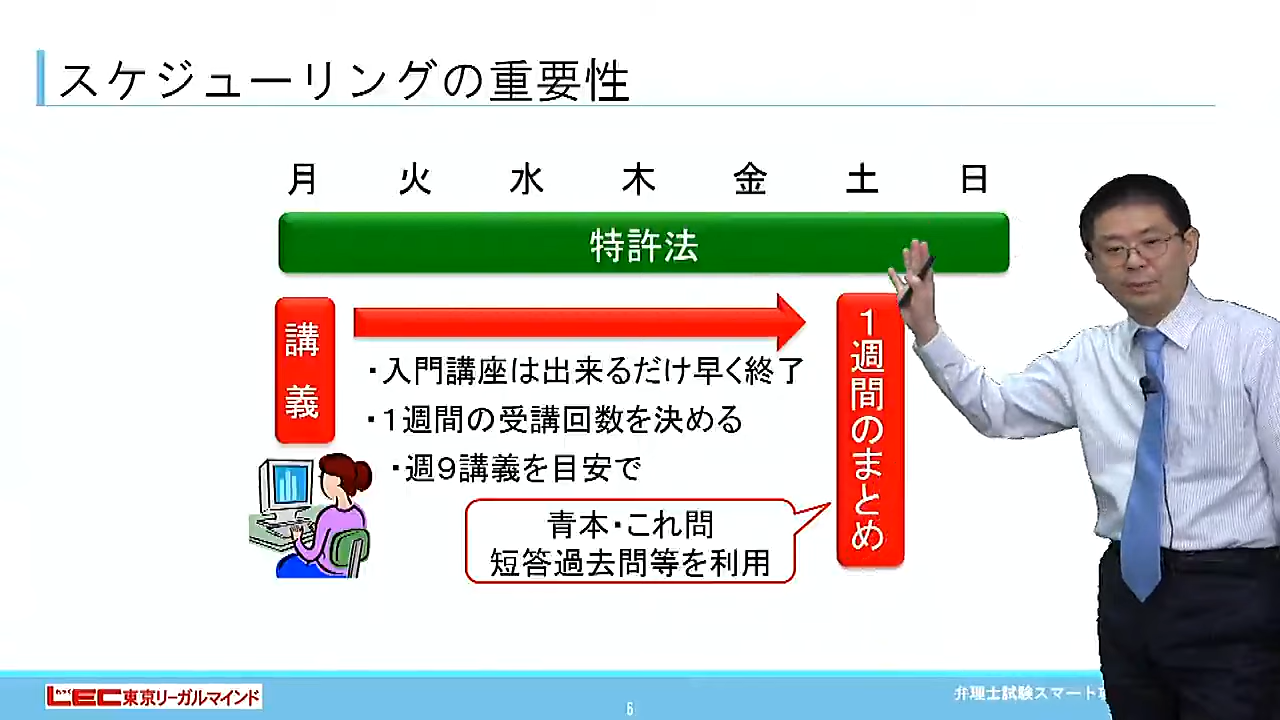 スケジューリングの重要性
月 火 水 木 金 土 日
特許法
講義
・入門講座は出来るだけ早く終了
・１週間の受講回数を決める
・週９講義を目安で
青本・これ問
短答過去問等を利用
１週間のまとめ
LEC東京リーガルマインド
6
弁理士試験スマート